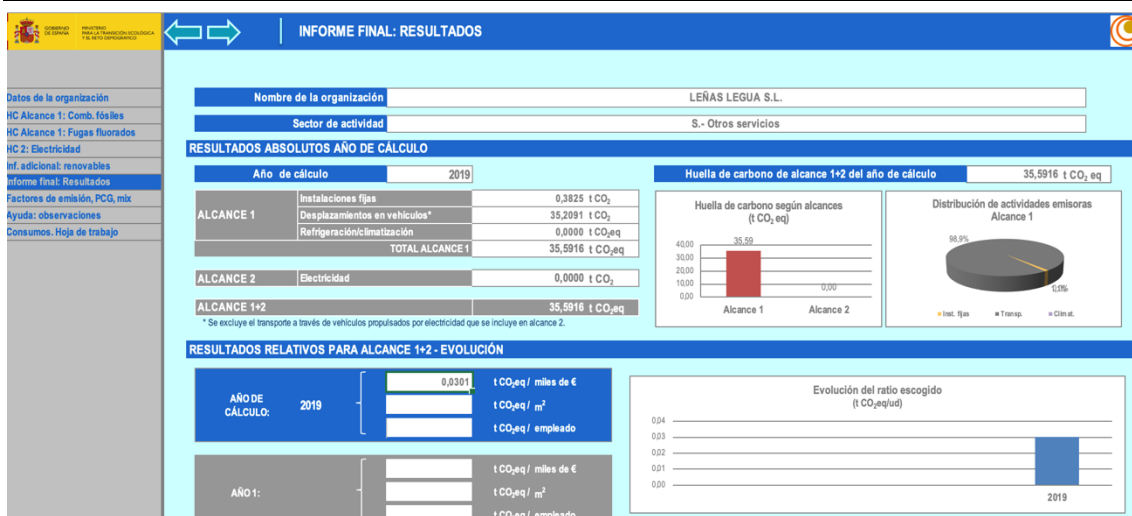 GOBIERNO
DE ESPAÑA
MINISTERIO
PARA LA TRANSICIÓN ECOLÓGICA
Y EL RETO DEMOGRÁFICO
INFORME FINAL: RESULTADOS
Datos de la organización
HC Alcance 1: Comb. fósiles
HC Alcance 1: Fugas fluorados
HC 2: Electricidad
Inf. adicional: renovables
Informe final: Resultados
Factores de emisión, PCG, mix
Ayuda: observaciones
Consumos. Hoja de trabajo
Nombre de la organización LEÑAS LEGUA S.L.
Sector de actividad S.- Otros servicios
RESULTADOS ABSOLUTOS AÑO DE CÁLCULO
Año de cálculo 2019
ALCANCE 1
Instalaciones fijas 0,3825 t CO₂
Desplazamientos en vehículos* 35,2091 t CO₂
Refrigeración/climatización 0,0000 t CO₂eq
TOTAL ALCANCE 1 35,5916 t CO₂eq
ALCANCE 2 Electricidad 0,0000 t CO₂
ALCANCE 1+2 35,5916 t CO₂eq
* Se excluye el transporte a través de vehículos propulsados por electricidad que se incluye en alcance 2.
Huella de carbono de alcance 1+2 del año de cálculo 35,5916 t CO₂ eq
Huella de carbono según alcances
(t CO₂ eq)
40,00
30,00
20,00
10,00
0,00
35,59
0,00
Alcance 1 Alcance 2
Distribución de actividades emisoras
Alcance 1
98,9%
Inst. fijas Transp. Climat.
RESULTADOS RELATIVOS PARA ALCANCE 1+2 - EVOLUCIÓN
AÑO DE
CÁLCULO:
2019
0,0301 t CO₂eq / miles de €
t CO₂eq / m²
t CO₂eq / empleado
AÑO 1:
t CO₂eq / miles de €
t CO₂eq / m²
t CO₂eq / empleado
Evolución del ratio escogido
(t CO₂eq/ud)
0,04
0,03
0,02
0,01
0,00
2019